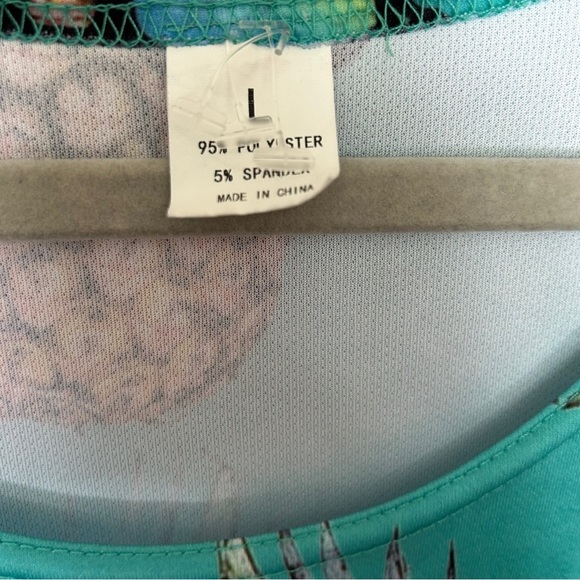 L
95% POLYESTER
5% SPANDEX
MADE IN CHINA